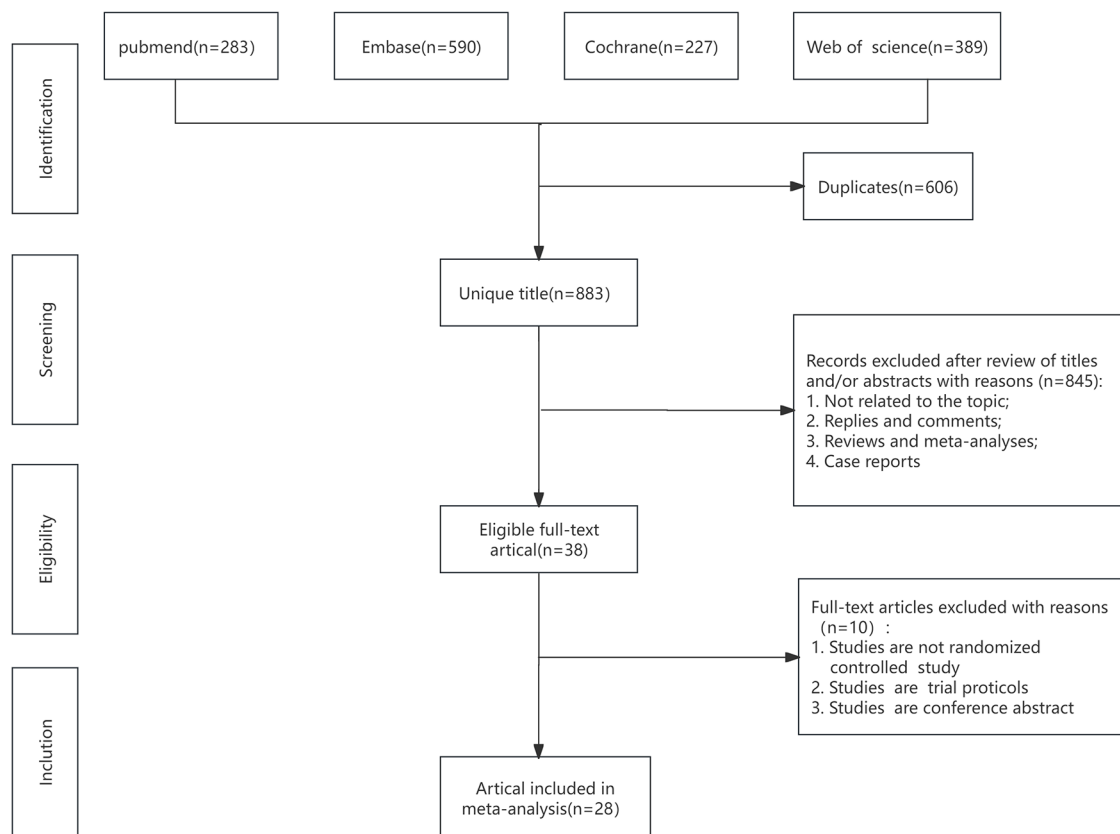 pubmend(n=283)
Embase(n=590)
Cochrane(n=227)
Web of  science(n=389)
Identification
Duplicates(n=606)
Screening
Unique title(n=883)
Records excluded after review of titles
and/or abstracts with reasons (n=845):
1. Not related to the topic;
2. Replies and comments;
3. Reviews and meta-analyses;
4. Case reports
Eligibility
Eligible full-text
artical(n=38)
Full-text articles excluded with reasons
（n=10）:
1. Studies are not randomized
controlled  study
2. Studies  are  trial proticols
3. Studies  are conference abstract
Inclution
Artical included in
meta-analysis(n=28)